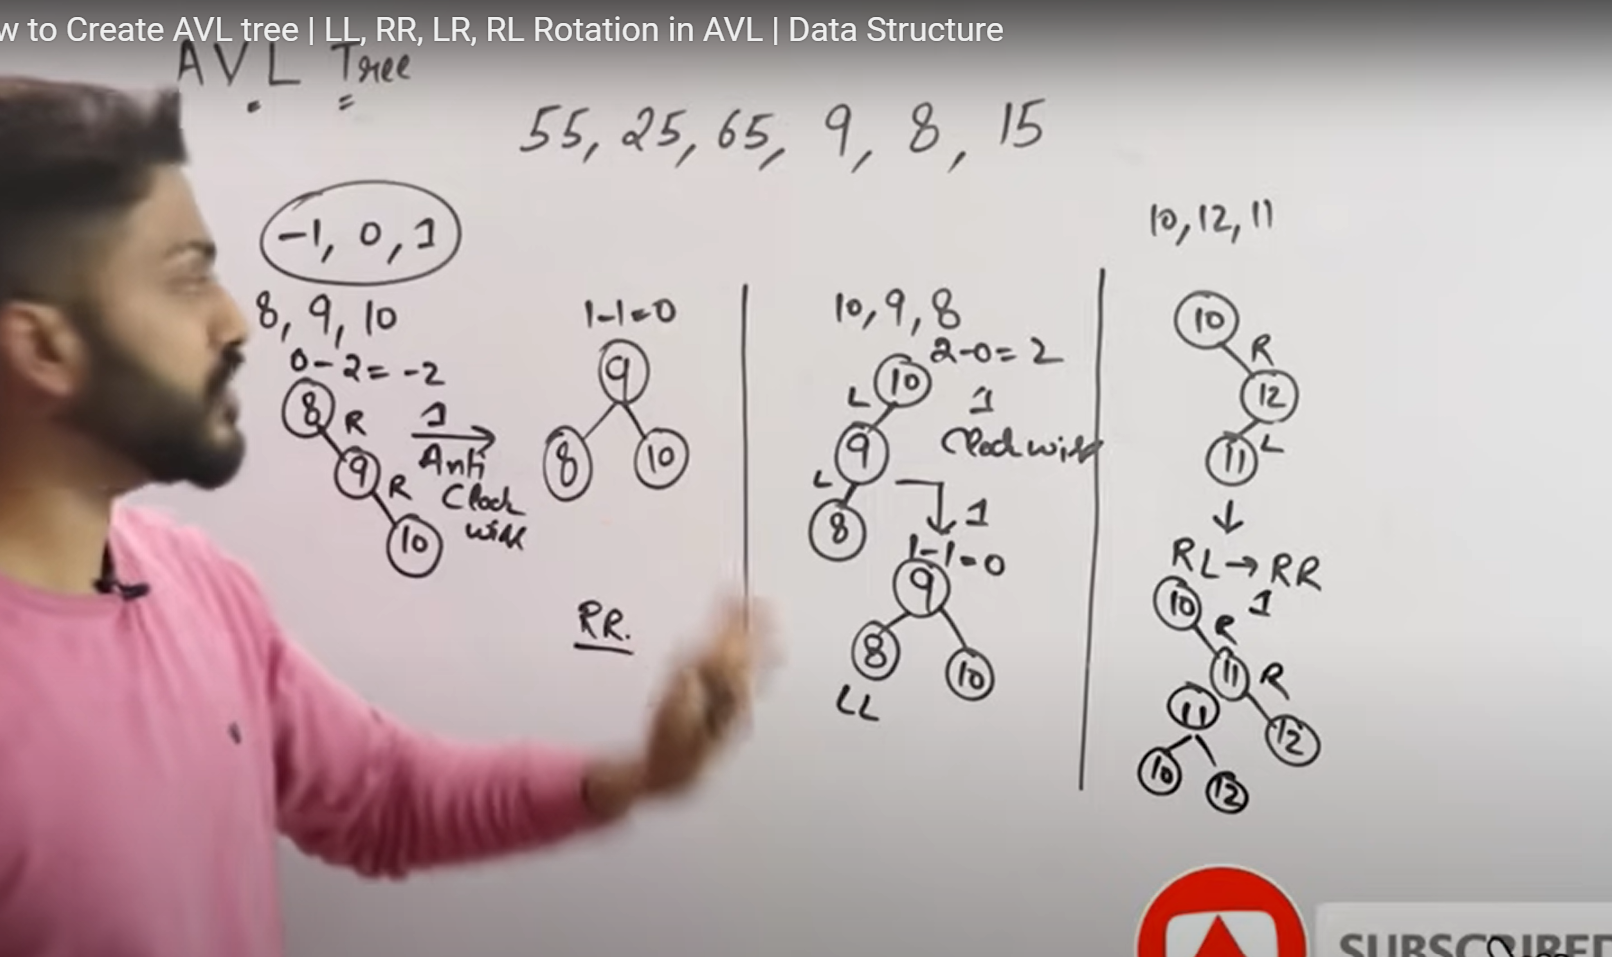 w to Create AVL tree | LL, RR, LR, RL Rotation in AVL | Data Structure
AVL Tree
55, 25, 65, 9, 8, 15
-1, 0, 1
8, 9, 10
0-2=-2
8
R
9
R
10
1
Anti
Clock
wise
1-1=0
9
8
10
RR.
10, 9, 8
2-0=2
10
L
9
L
8
1
Clockwise
1
1-1=0
9
8
10
LL
10, 12, 11
10
R
12
L
11
RL→RR
10
1
R
11
R
12
11
10
12
SUBSCRIBED